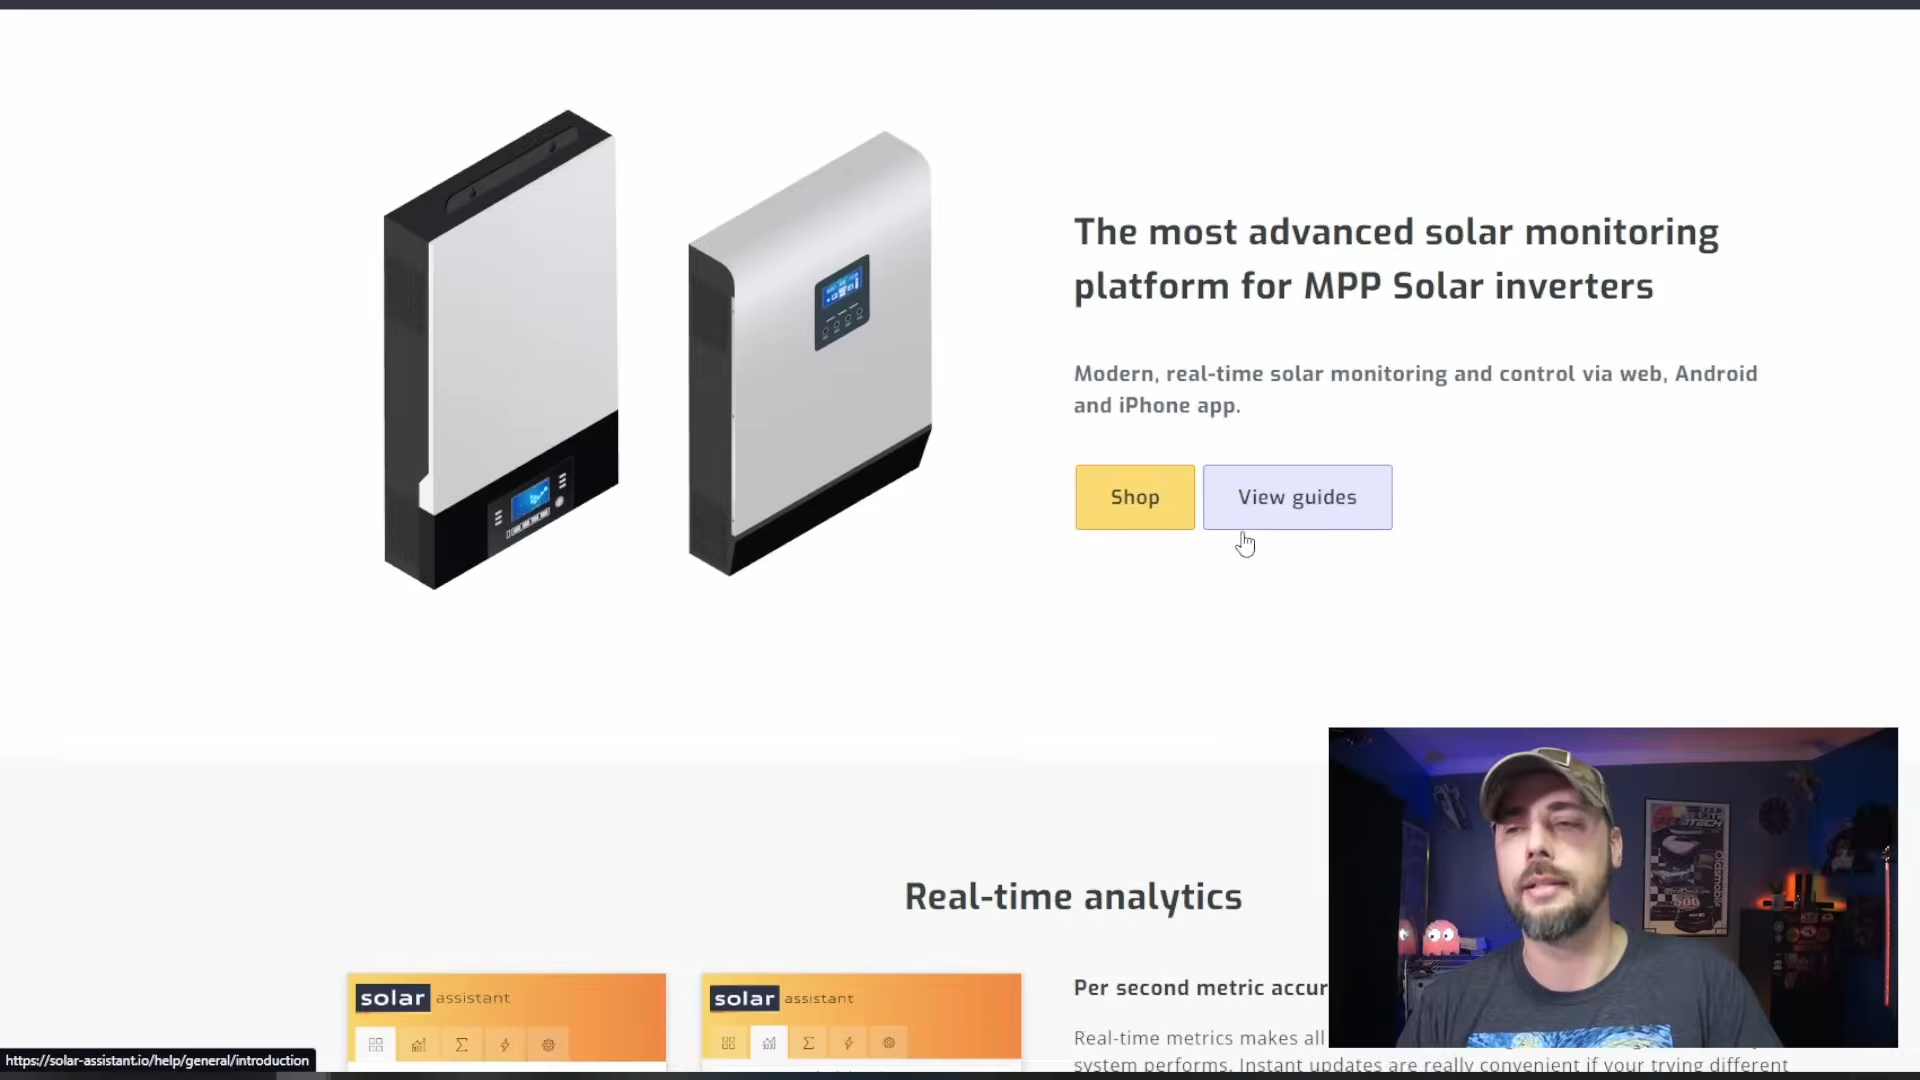 The most advanced solar monitoring
platform for MPP Solar inverters
Modern, real-time solar monitoring and control via web, Android
and iPhone app.
Shop
View guides
Real-time analytics
solar assistant
solar assistant
Per second metric accur
Real-time metrics makes all
system performs. Instant updates are really convenient if your trying different
https://solar-assistant.io/help/general/introduction
500